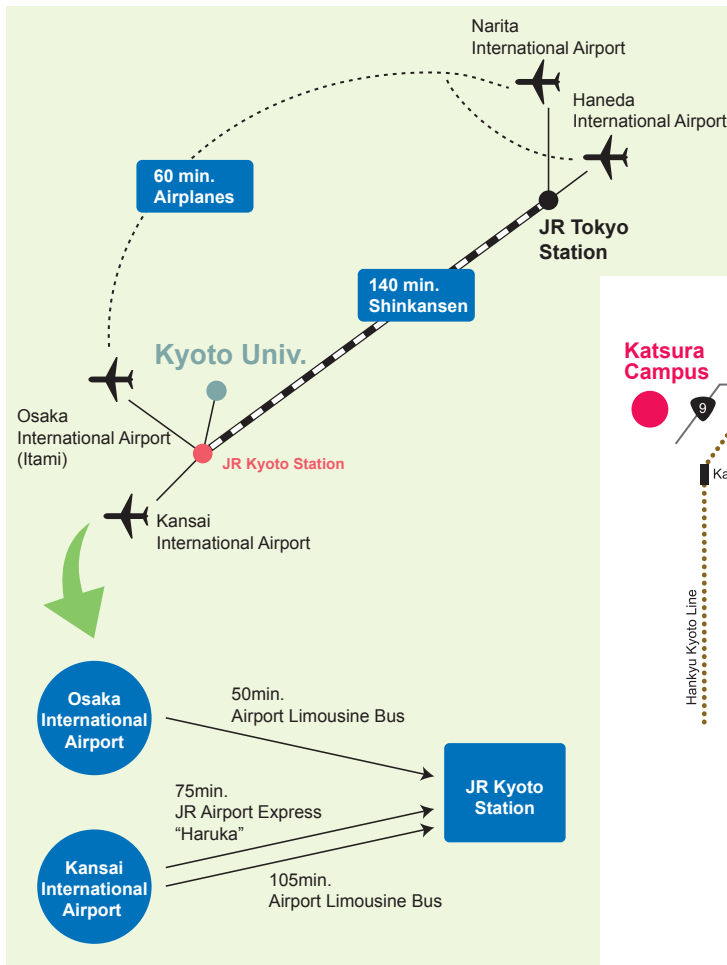 Narita
International Airport
Haneda
International Airport
60 min.
Airplanes
JR Tokyo
Station
140 min.
Shinkansen
Kyoto Univ.
Katsura
Campus
9
Osaka
International Airport
(Itami)
JR Kyoto Station
Ka
Kansai
International Airport
Hankyu Kyoto Line
50min.
Airport Limousine Bus
Osaka
International
Airport
75min.
JR Airport Express
“Haruka”
JR Kyoto
Station
Kansai
International
Airport
105min.
Airport Limousine Bus